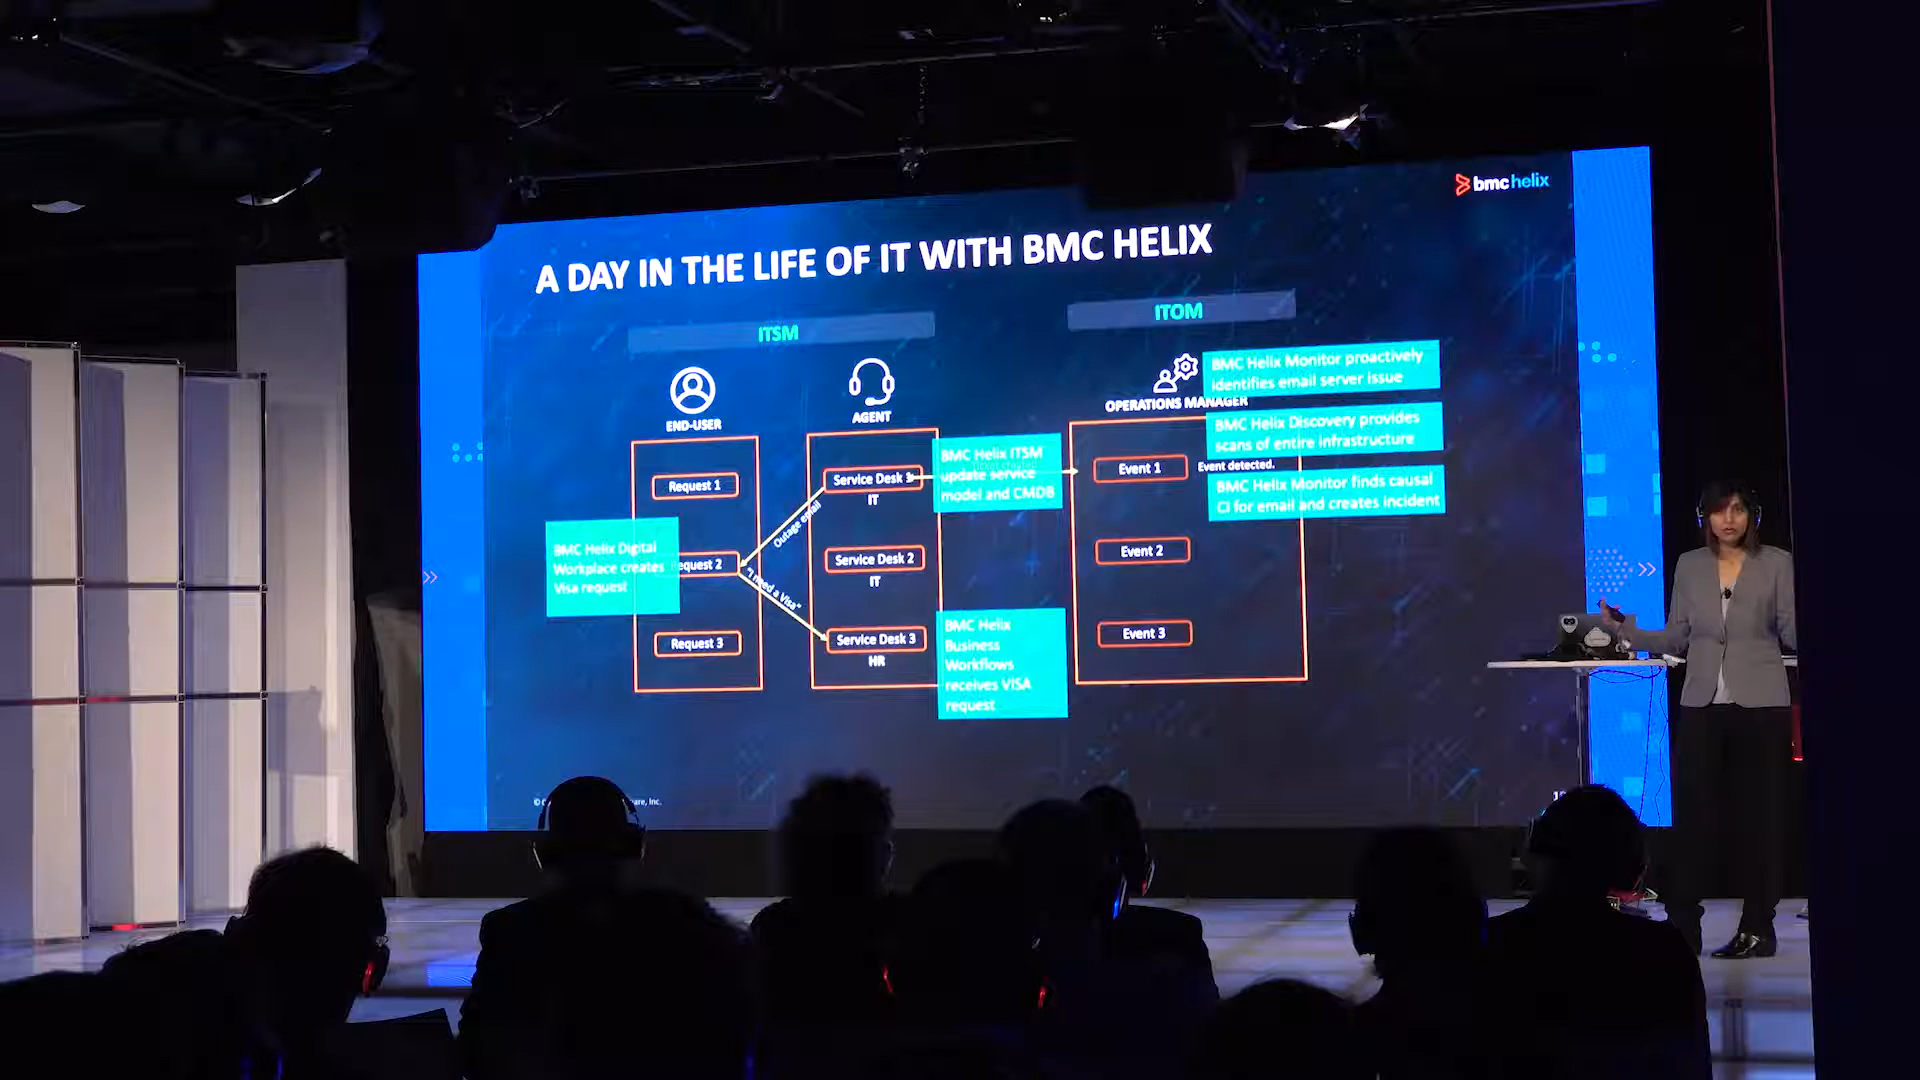 bmchelix
A DAY IN THE LIFE OF IT WITH BMC HELIX
ITSM
ITOM
END-USER
AGENT
OPERATIONS MANAGER
BMC Helix Monitor proactively
identifies email server issue
BMC Helix Discovery provides
scans of entire infrastructure
Event detected.
BMC Helix Monitor finds causal
CI for email and creates incident
Request 1
Service Desk 1
IT
BMC Helix ITSM
update service
model and CMDB
Event 1
Outage email
BMC Helix Digital
Workplace creates
Visa request
equest 2
"I need a Visa"
Service Desk 2
IT
Event 2
Request 3
Service Desk 3
HR
BMC Helix
Business
Workflows
receives VISA
request
Event 3
©
, Inc.